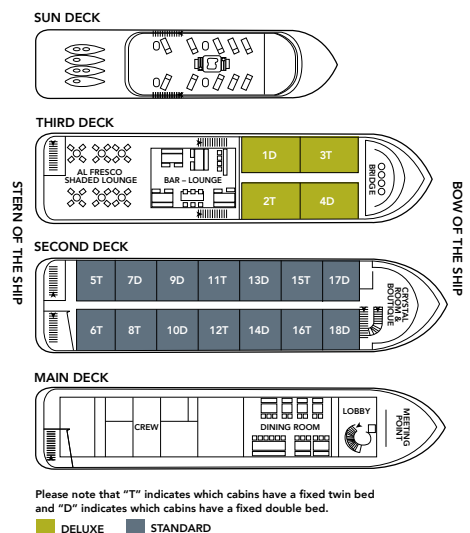 SUN DECK
THIRD DECK
AL FRESCO
SHADED LOUNGE
BAR – LOUNGE
1D
3T
2T
4D
BRIDGE
STERN OF THE SHIP
BOW OF THE SHIP
SECOND DECK
5T 7D 9D 11T 13D 15T 17D
6T 8T 10D 12T 14D 16T 18D
CRYSTAL
ROOM &
BOUTIQUE
MAIN DECK
CREW
DINING ROOM
LOBBY
MEETING
POINT
Please note that "T" indicates which cabins have a fixed twin bed
and "D" indicates which cabins have a fixed double bed.
DELUXE
STANDARD